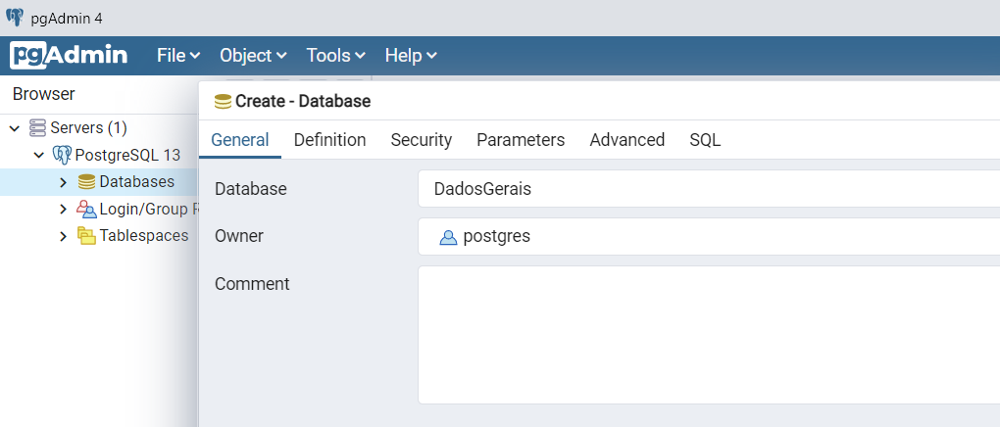 pgAdmin 4
pgAdmin File Object Tools Help
Browser
Create - Database
Servers (1)
General Definition Security Parameters Advanced SQL
PostgreSQL 13
Databases
Database DadosGerais
Login/Group R
Owner postgres
Tablespaces
Comment